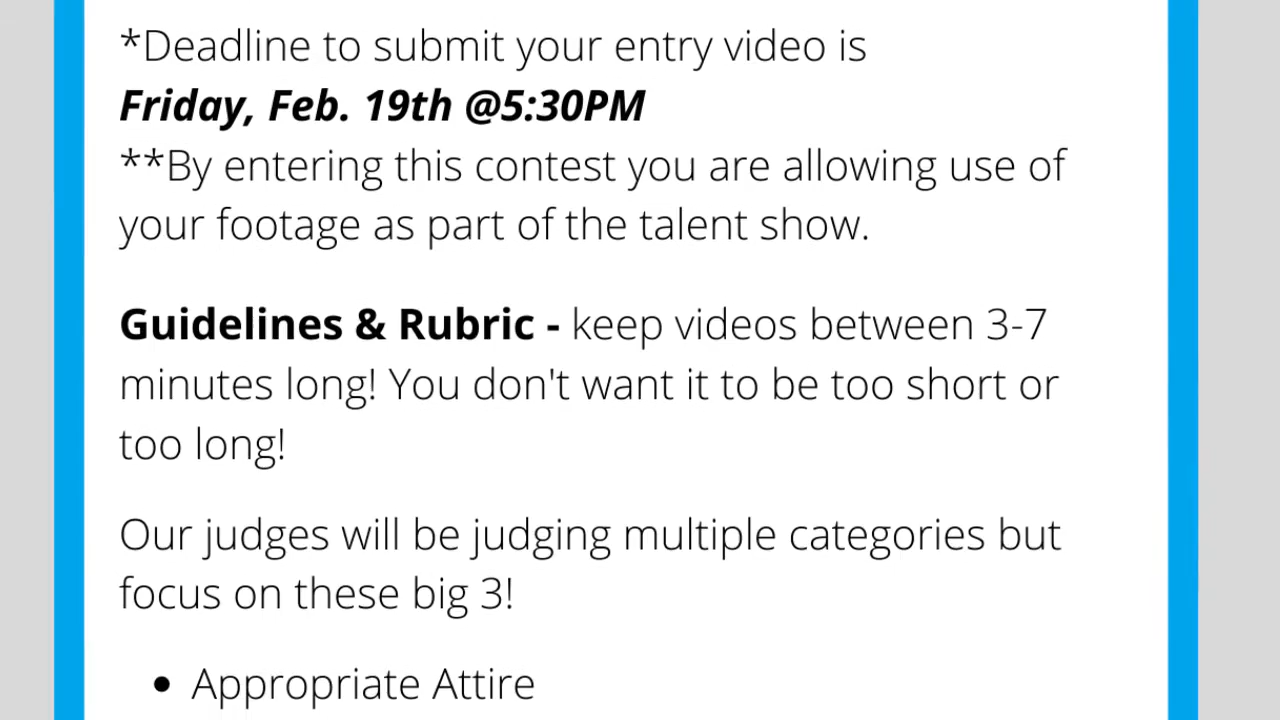 *Deadline to submit your entry video is
Friday, Feb. 19th @5:30PM
**By entering this contest you are allowing use of
your footage as part of the talent show.
Guidelines & Rubric - keep videos between 3-7
minutes long! You don't want it to be too short or
too long!
Our judges will be judging multiple categories but
focus on these big 3!
• Appropriate Attire